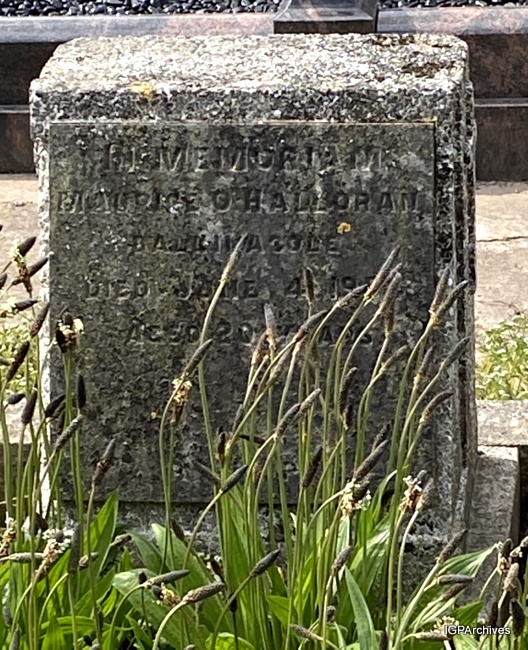 IN MEMORIAM
MAURICE O'HALLORAN
BALLINACOLE
DIED JUNE 4,
AGED 20 YEARS
IGPArchives